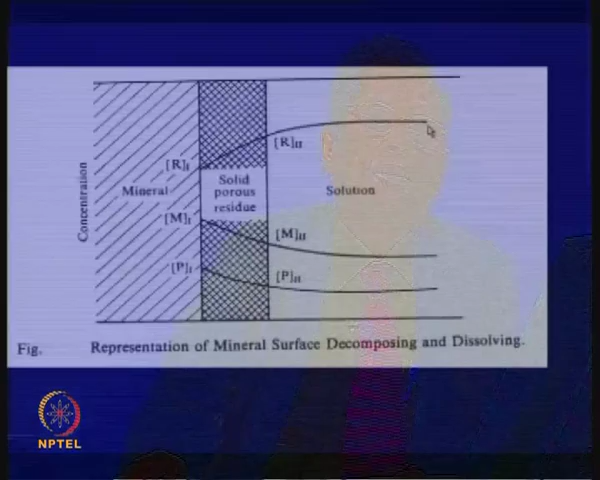 Concentration
[R]I
[R]II
Mineral
Solid
porous
residue
Solution
[M]I
[M]II
[P]I
[P]II
Fig. Representation of Mineral Surface Decomposing and Dissolving.
NPTEL